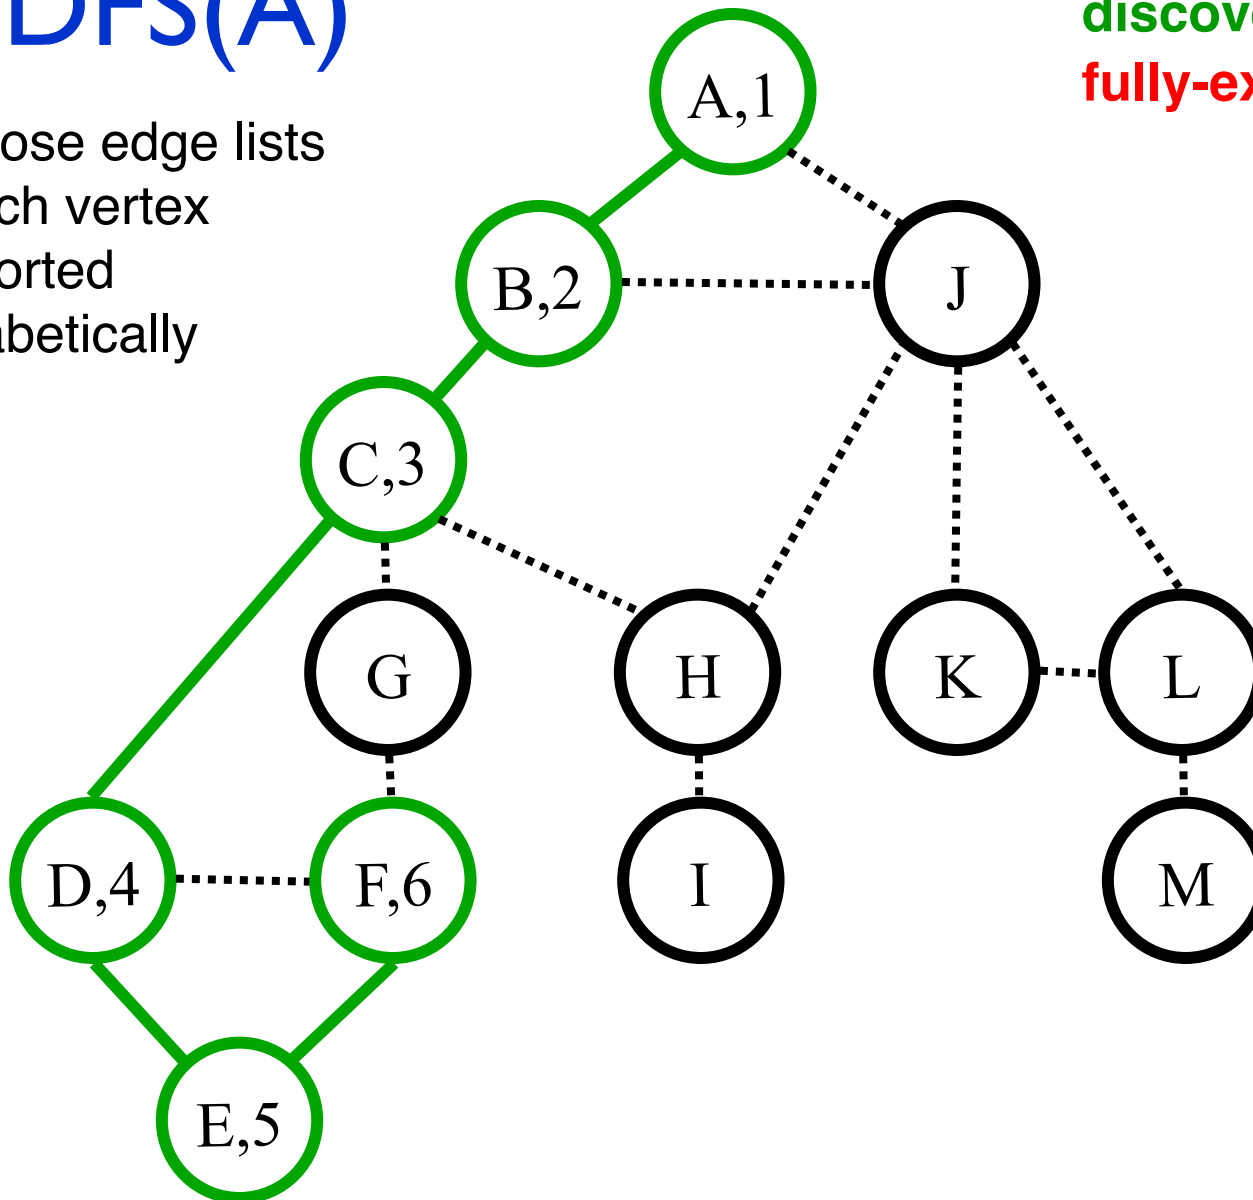 DFS(A)
discove
fully-ex
ose edge lists
ch vertex
orted
abetically
A,1
B,2
J
C,3
G
H
K
L
D,4
F,6
I
M
E,5